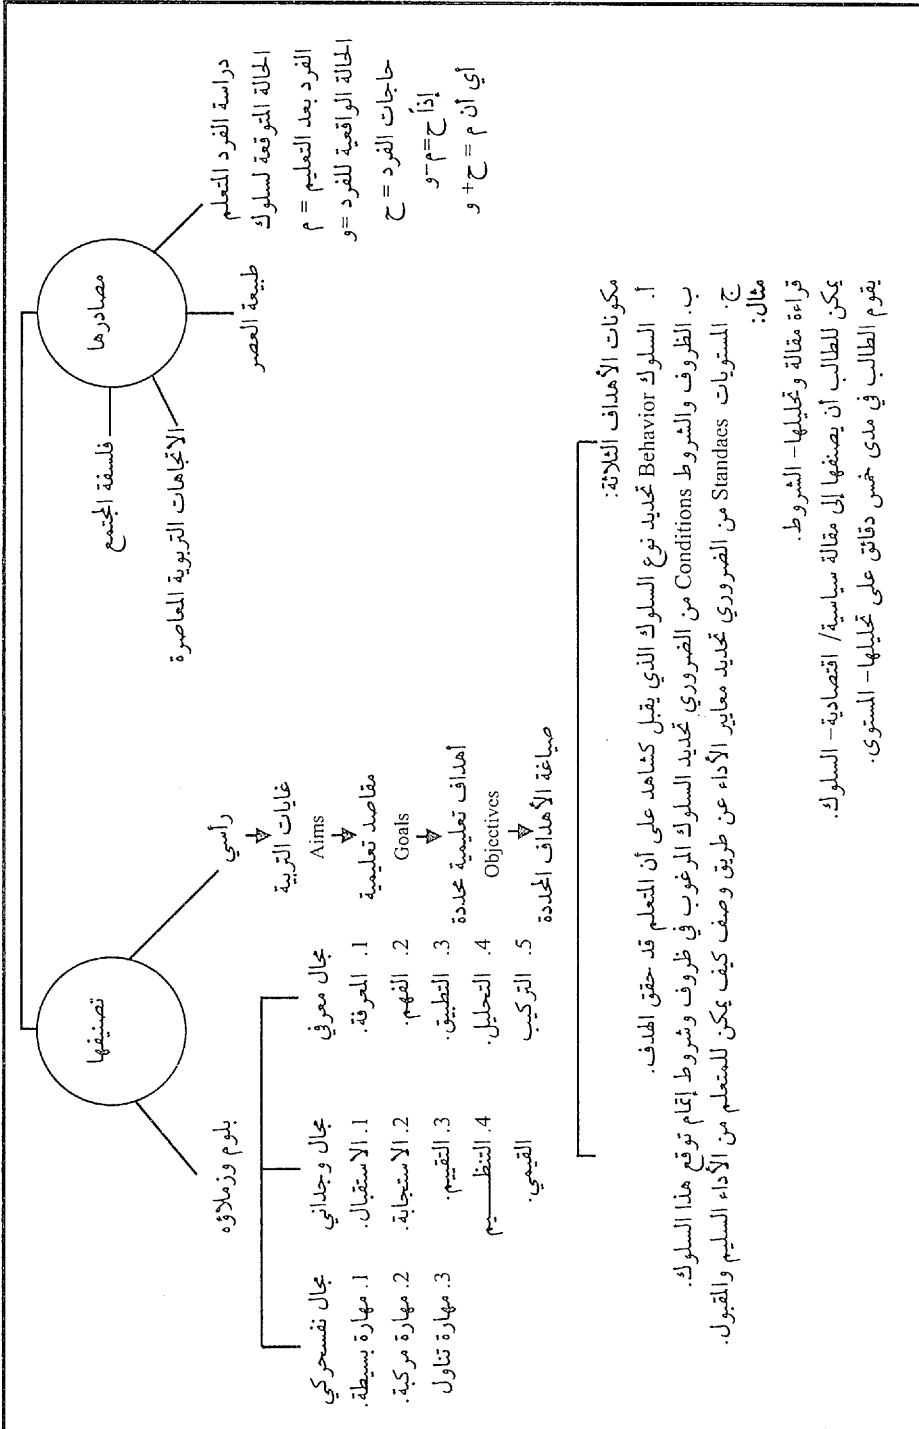 مصادرها
دراسة الفرد المتعلم
الحالة المتوقعة لسلوك
الفرد بعد التعليم = م
الحالة الواقعية للفرد = و
حاجات الفرد = ح
إذاً ح = م - و
أي أن م = ح + و
طبيعة العصر
فلسفة المجتمع
الاتجاهات التربوية المعاصرة
تصنيفها
رأسي
غايات التربية
Aims
مقاصد تعليمية
Goals
أهداف تعليمية محددة
Objectives
صياغة الأهداف المحددة
بلوم وزملاؤه
مجال معرفي
1. المعرفة.
2. الفهم.
3. التطبيق.
4. التحليل.
5. التركيب
مجال وجداني
1. الاستقبال.
2. الاستجابة.
3. التقييم.
4. التنظــــيم
القيمي.
مجال نفسحركي
1. مهارة بسيطة.
2. مهارة مركبة.
3. مهارة تناول
مكونات الأهداف الثلاثة:
أ. السلوك Behavior تحديد نوع السلوك الذي يقبل كشاهد على أن المتعلم قد حقق الهدف.
ب. الظروف والشروط Conditions من الضروري تحديد السلوك المرغوب في ظروف وشروط إتمام توقع هذا السلوك.
ج. المستويات Standaes من الضروري تحديد معايير الأداء عن طريق وصف كيف يمكن للمتعلم من الأداء السليم والمقبول.
مثال:
قراءة مقالة وتحليلها- الشروط.
يمكن للطالب أن يصنفها إلى مقالة سياسية/ اقتصادية- السلوك.
يقوم الطالب في مدى خمس دقائق على تحليلها- المستوى.